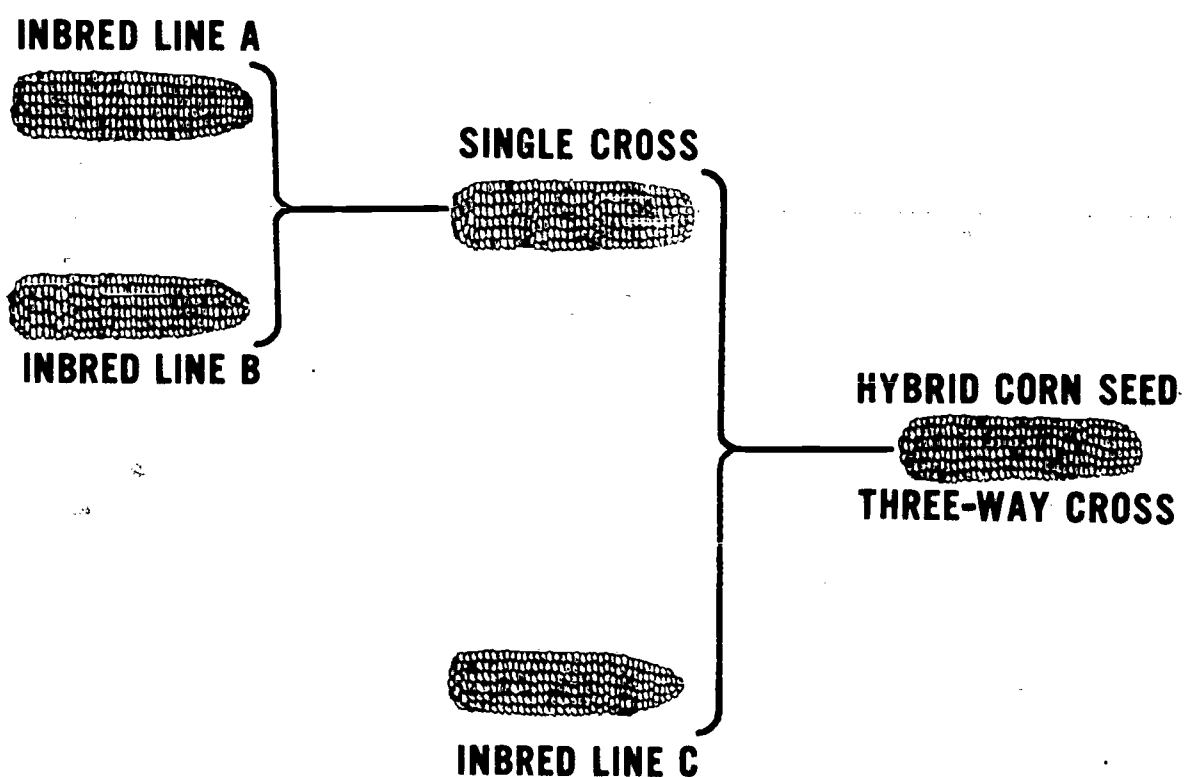 INBRED LINE A
SINGLE CROSS
INBRED LINE B
HYBRID CORN SEED
THREE-WAY CROSS
INBRED LINE C